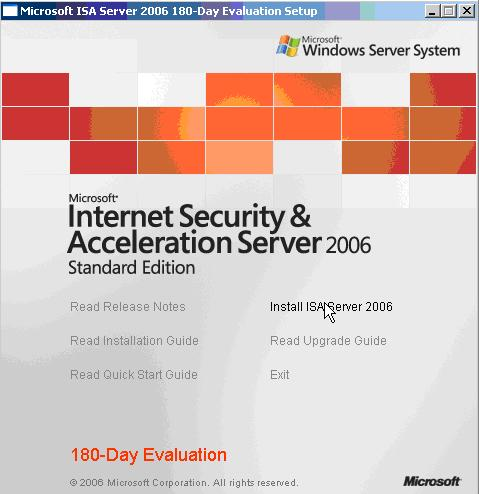 Microsoft ISA Server 2006 180-Day Evaluation Setup
Microsoft
Windows Server System
Microsoft
Internet Security &
Acceleration Server 2006
Standard Edition
Read Release Notes
Install ISA Server 2006
Read Installation Guide
Read Upgrade Guide
Read Quick Start Guide
Exit
180-Day Evaluation
© 2006 Microsoft Corporation. All rights reserved.
Microsoft